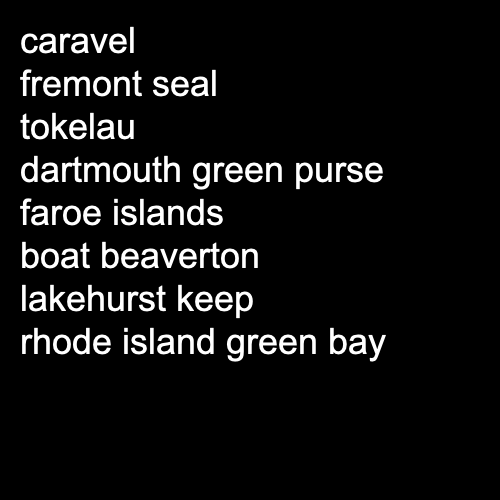 caravel
fremont seal
tokelau
dartmouth green purse
faroe islands
boat beaverton
lakehurst keep
rhode island green bay